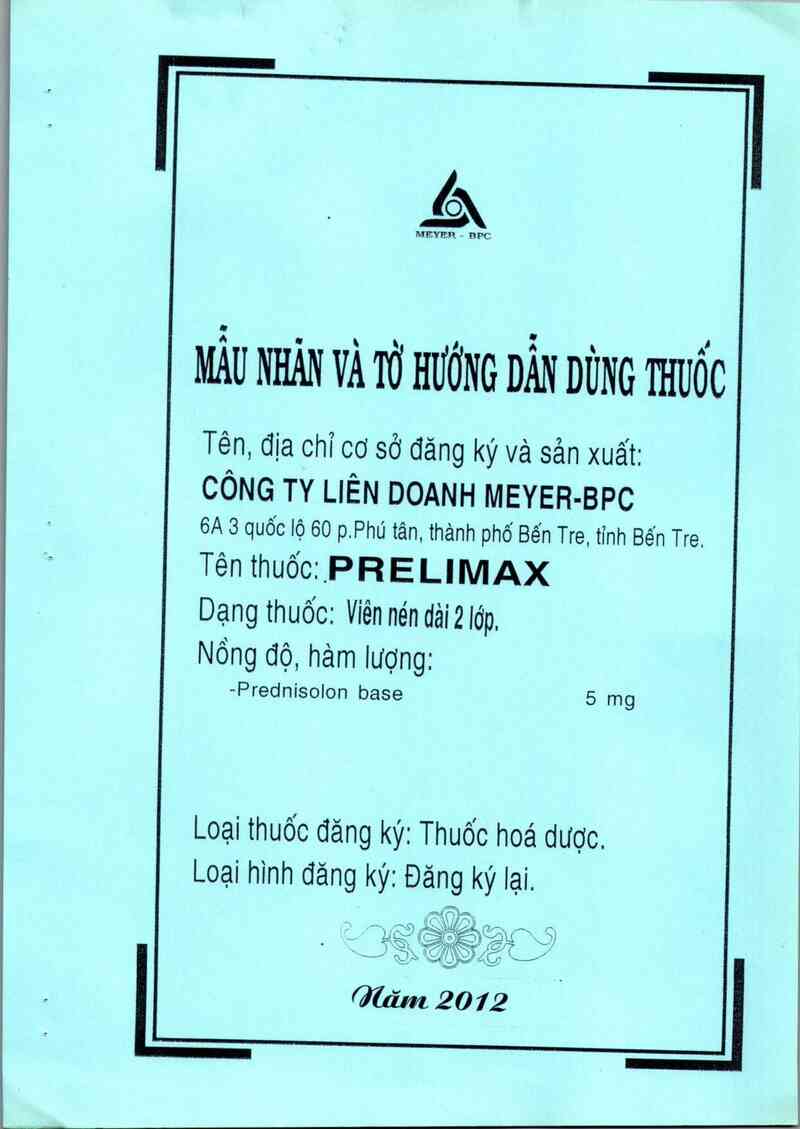 MEYER - BPC
MẪU NHÃN VÀ TỜ HƯỚNG DẪN DÙNG THUỐC
Tên, địa chỉ cơ sở đăng ký và sản xuất:
CÔNG TY LIÊN DOANH MEYER-BPC
6A 3 quốc lộ 60 p.Phú tân, thành phố Bến Tre, tỉnh Bến Tre.
Tên thuốc: PRELIMAX
Dạng thuốc: Viên nén dài 2 lớp.
Nồng độ, hàm lượng:
-Prednisolon base 5 mg
Loại thuốc đăng ký: Thuốc hoá dược.
Loại hình đăng ký: Đăng ký lại.
Năm 2012